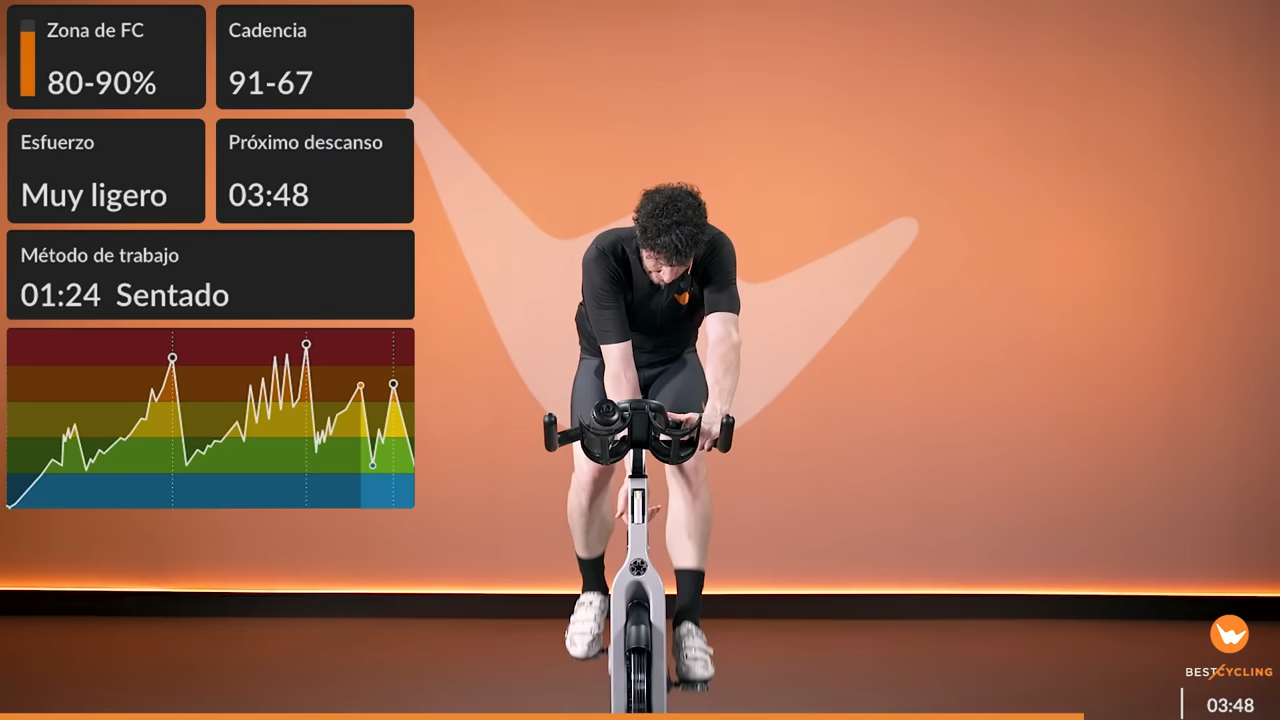 Zona de FC
80-90%
Cadencia
91-67
Esfuerzo
Muy ligero
Próximo descanso
03:48
Método de trabajo
01:24 Sentado
BESTCYCLING
03:48